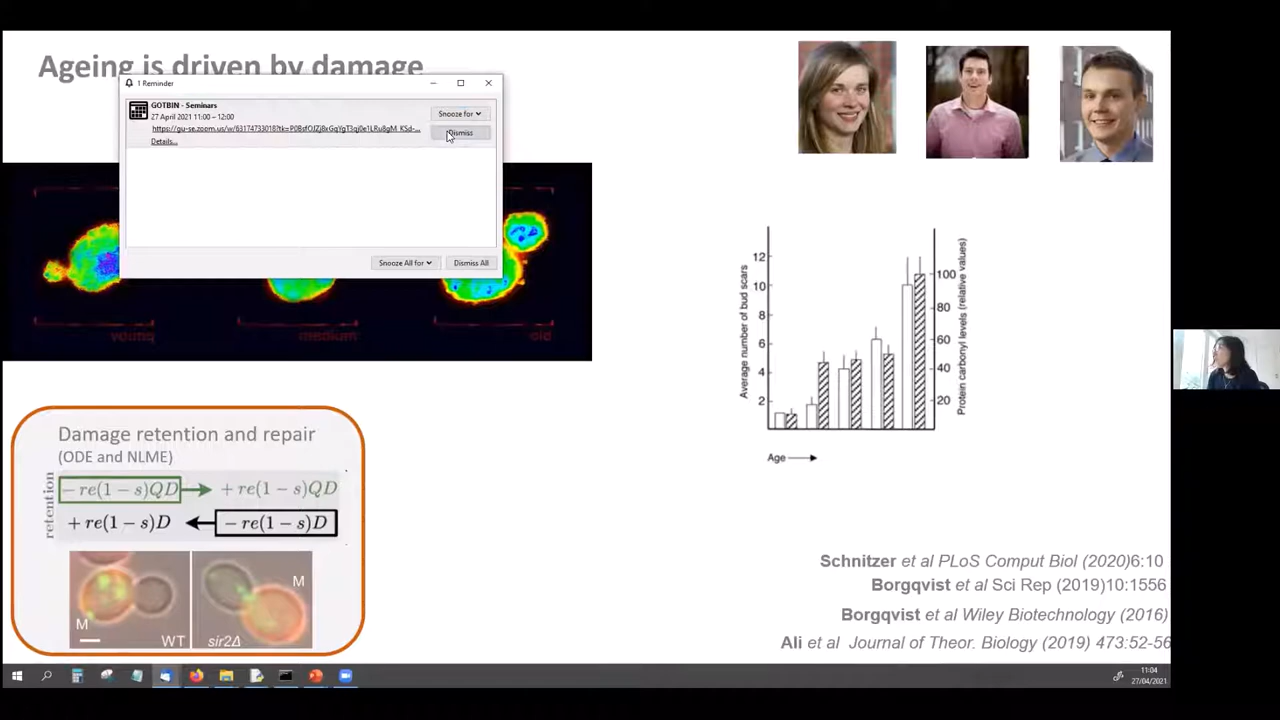 Ageing is driven by damage
1 Reminder
GOTBIN - Seminars
27 April 2021 11:00 – 12:00
Snooze for
Dismiss
Details...
Snooze All for
Dismiss All
young
medium
old
12
10
8
6
4
2
Average number of bud scars
100
80
60
40
20
Protein carbonyl levels (relative values)
Age
Damage retention and repair
(ODE and NLME)
retention
− re(1 − s)QD
+ re(1 − s)QD
+ re(1 − s)D
− re(1 − s)D
M
WT
M
sir2Δ
Schnitzer et al PLoS Comput Biol (2020)6:10
Borgqvist et al Sci Rep (2019)10:1556
Borgqvist et al Wiley Biotechnology (2016)
Ali et al Journal of Theor. Biology (2019) 473:52-56
11:04
27/04/2021